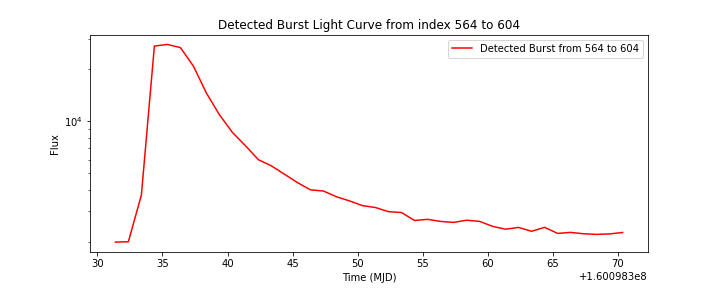 Detected Burst Light Curve from index 564 to 604
Detected Burst from 564 to 604
10⁴
Flux
30 35 40 45 50 55 60 65 70
Time (MJD)
+1.600983e8